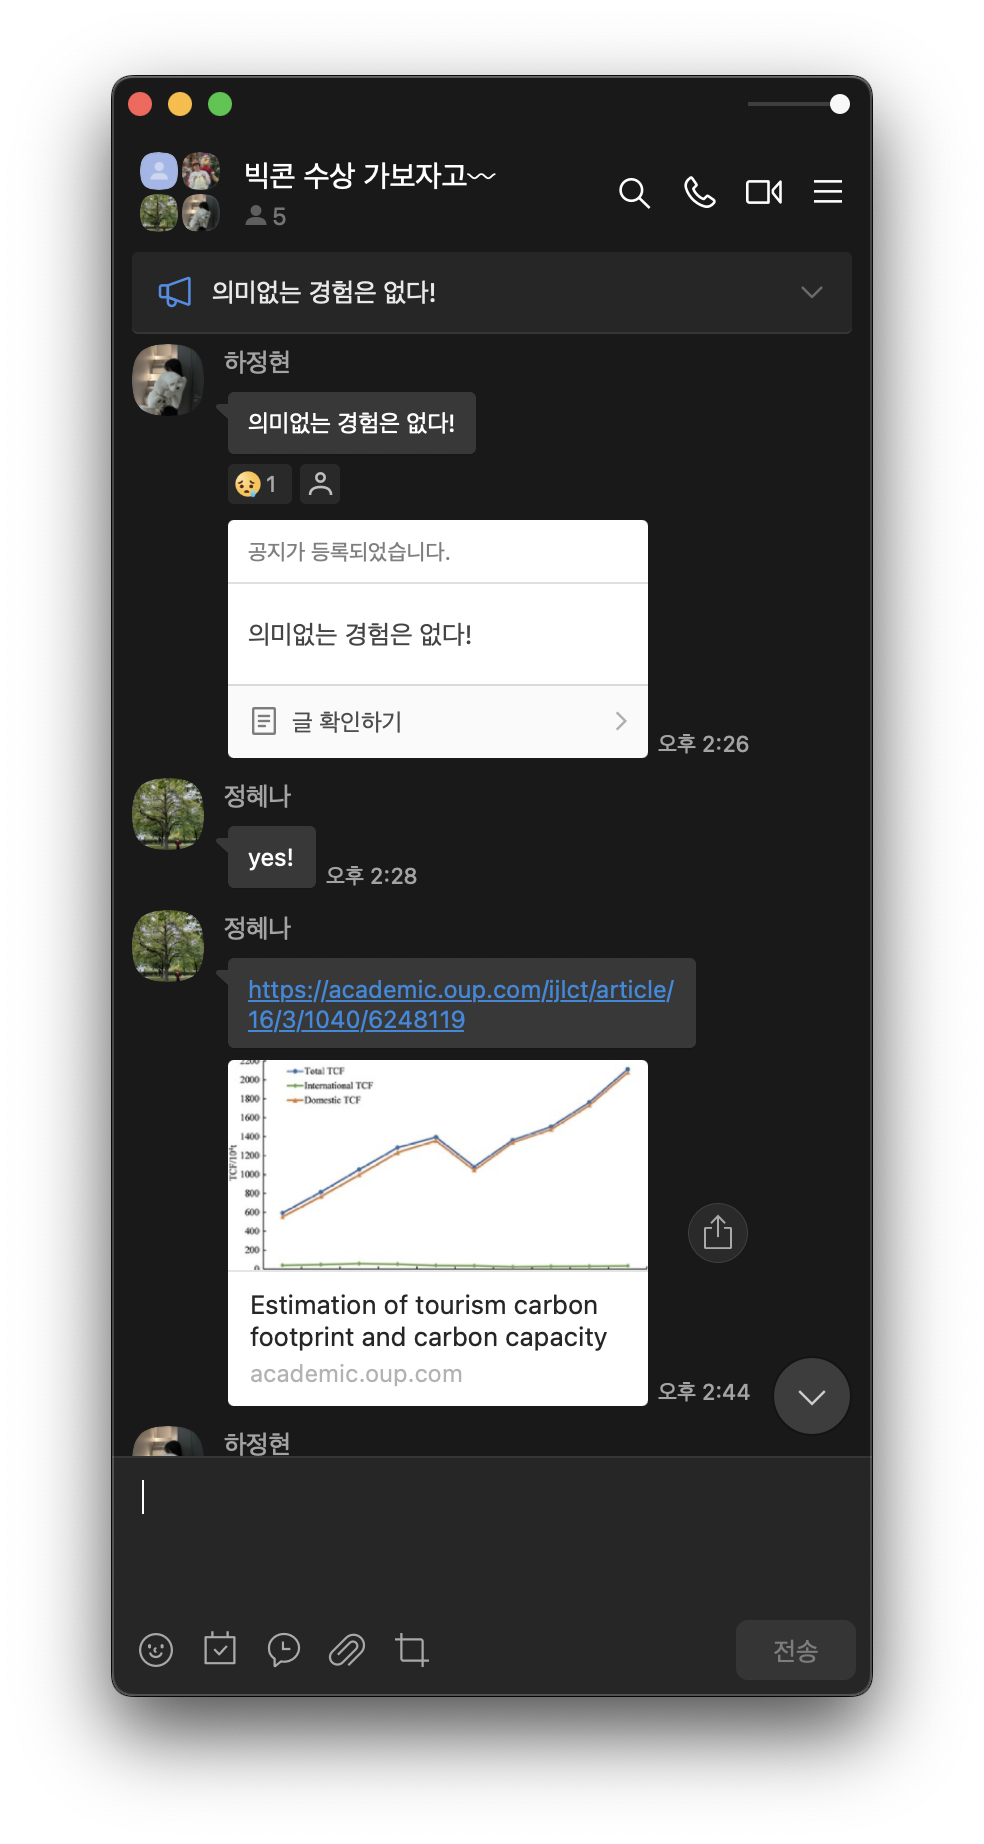 빅콘 수상 가보자고〰
5
의미없는 경험은 없다!
하정현
의미없는 경험은 없다!
1
공지가 등록되었습니다.
의미없는 경험은 없다!
글 확인하기
오후 2:26
정혜나
yes!
오후 2:28
정혜나
https://academic.oup.com/ijlct/article/
16/3/1040/6248119
2200
Total TCF
2000
International TCF
1800
Domestic TCF
1600
1400
1200
1000
800
600
400
200
0
TCF/10⁴t
Estimation of tourism carbon
footprint and carbon capacity
academic.oup.com
오후 2:44
하정현
전송